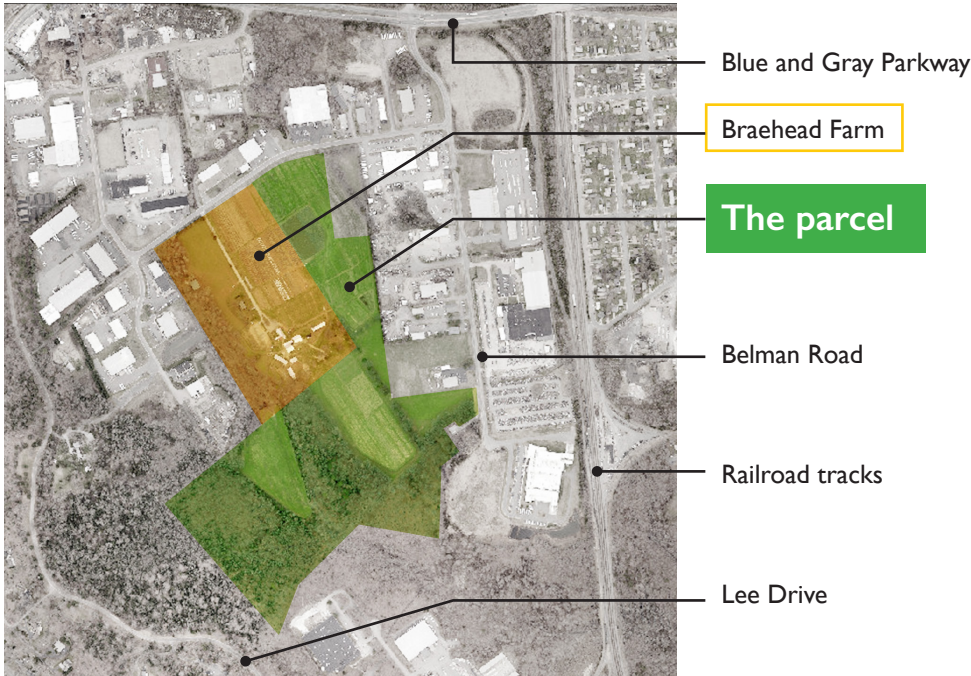 Blue and Gray Parkway
Braehead Farm
The parcel
Belman Road
Railroad tracks
Lee Drive